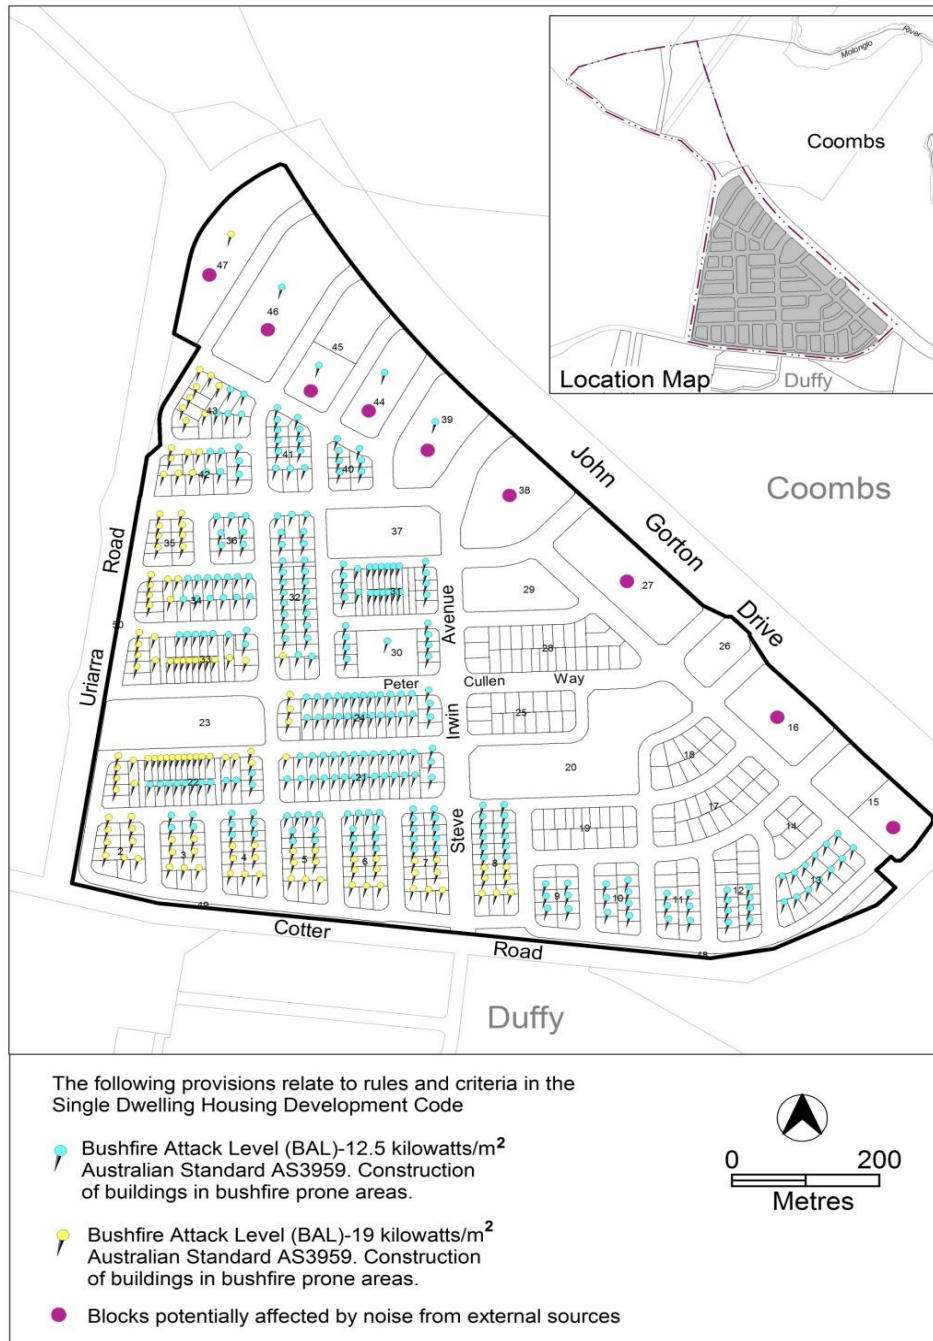 Molonglo
River
Coombs
Location Map
Duffy
47
46
45
44
39
43
41
40
42
38
John
Coombs
Gorton
37
35
36
Road
27
Drive
34
32
31
29
Avenue
50
33
30
28
26
Uriarra
Peter
Cullen
Way
23
24
Irwin
25
16
18
22
21
20
15
17
Steve
19
14
2
3
4
5
6
7
8
9
10
11
12
13
49
Cotter
Road
48
Duffy
The following provisions relate to rules and criteria in the
Single Dwelling Housing Development Code
Bushfire Attack Level (BAL)-12.5 kilowatts/m²
Australian Standard AS3959. Construction
of buildings in bushfire prone areas.
Bushfire Attack Level (BAL)-19 kilowatts/m²
Australian Standard AS3959. Construction
of buildings in bushfire prone areas.
Blocks potentially affected by noise from external sources
0 200
Metres